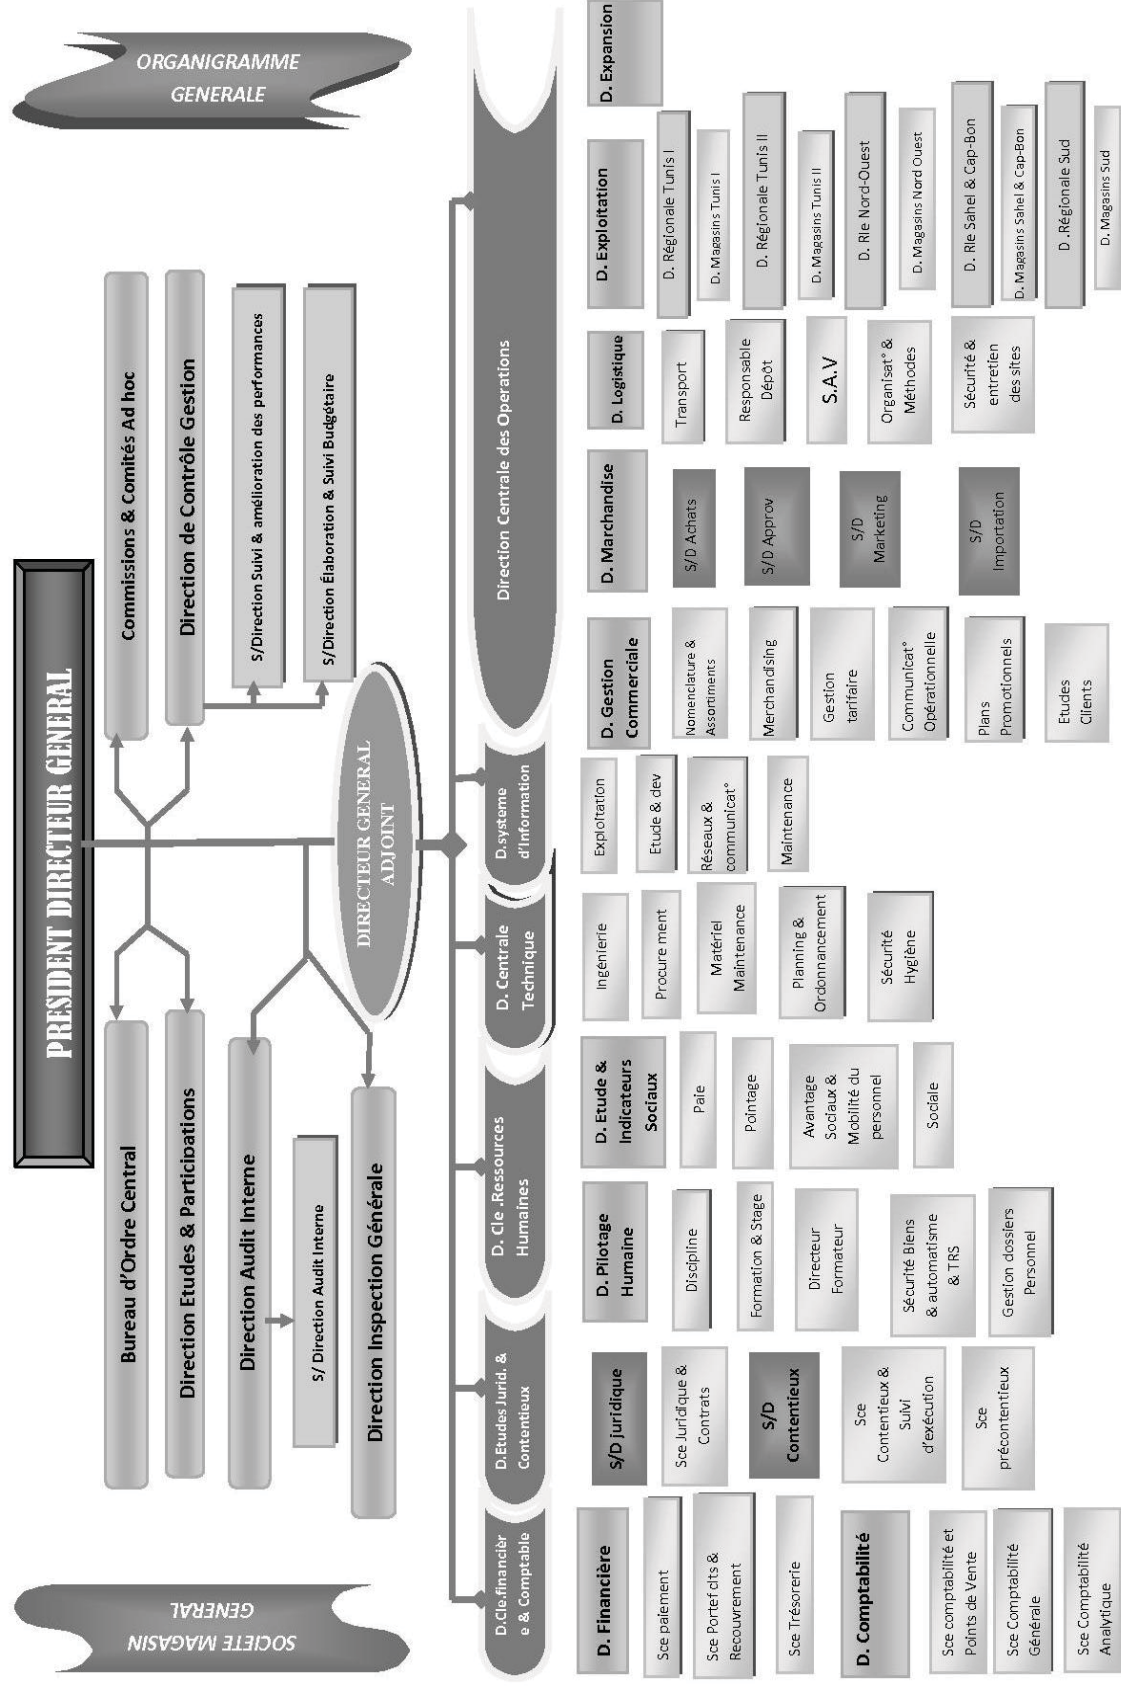 SOCIETE MAGASIN
GENERAL
ORGANIGRAMME
GENERALE
PRESIDENT DIRECTEUR GENERAL
Bureau d'Ordre Central
Direction Etudes & Participations
Direction Audit Interne
S/ Direction Audit Interne
Direction Inspection Générale
Commissions & Comités Ad hoc
Direction de Contrôle Gestion
S/Direction Suivi & amélioration des performances
S/Direction Élaboration & Suivi Budgétaire
DIRECTEUR GENERAL
ADJOINT
D.Cle.financièr
e & Comptable
D.Etudes Jurid. &
Contentieux
D. Cle .Ressources
Humaines
D. Centrale
Technique
D.systeme
d'Information
Direction Centrale des Operations
D. Financière
Sce paiement
Sce Portef clts &
Recouvrement
Sce Trésorerie
D. Comptabilité
Sce comptabilité et
Points de Vente
Sce Comptabilité
Générale
Sce Comptabilité
Analytique
S/D juridique
Sce Juridique &
Contrats
S/D
Contentieux
Sce
Contentieux &
Suivi
d'exécution
Sce
précontentieux
D. Pilotage
Humaine
Discipline
Formation & Stage
Directeur
Formateur
Sécurité Biens
& automatisme
& TRS
Gestion dossiers
Personnel
D. Etude &
Indicateurs
Sociaux
Paie
Pointage
Avantage
Sociaux &
Mobilité du
personnel
Sociale
Ingénierie
Procure ment
Matériel
Maintenance
Planning &
Ordonnancement
Sécurité
Hygiène
Exploitation
Etude & dev
Réseaux &
communicat°
Maintenance
D. Gestion
Commerciale
Nomenclature &
Assortiments
Merchandising
Gestion
tarifaire
Communicat°
Opérationnelle
Plans
Promotionnels
Etudes
Clients
D. Marchandise
S/D Achats
S/D Approv
S/D
Marketing
S/D
Importation
D. Logistique
Transport
Responsable
Dépôt
S.A.V
Organisat° &
Méthodes
Sécurité &
entretien
des sites
D. Exploitation
D. Régionale Tunis I
D. Magasins Tunis I
D. Régionale Tunis II
D. Magasins Tunis II
D. Rle Nord-Ouest
D. Magasins Nord Ouest
D. Rle Sahel & Cap-Bon
D. Magasins Sahel & Cap-Bon
D .Régionale Sud
D. Magasins Sud
D. Expansion